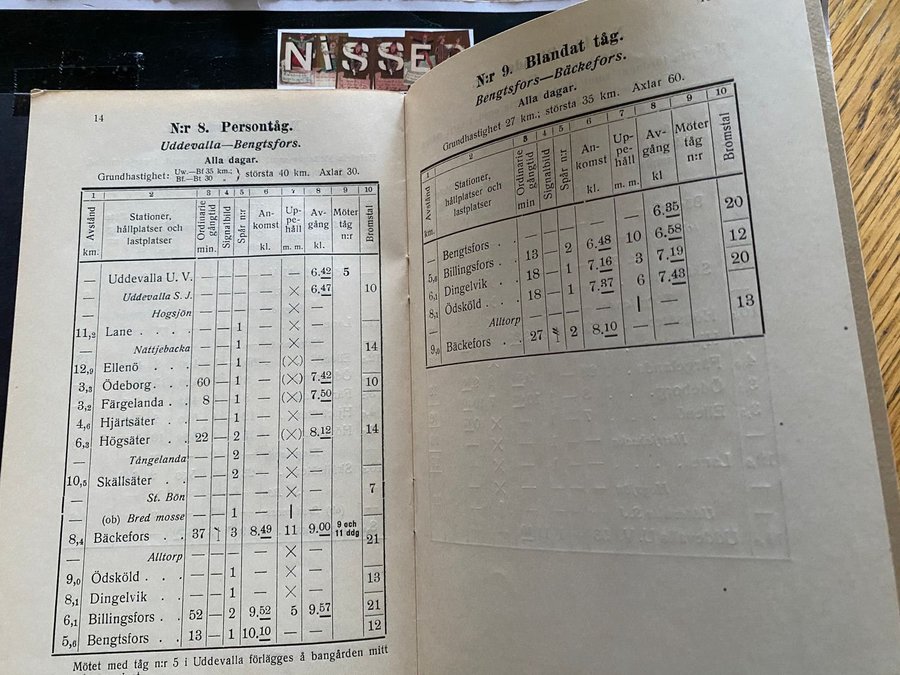 NISSE
14
N:r 8. Persontåg.
Uddevalla—Bengtsfors.
Alla dagar.
Grundhastighet: Uw.—Bf 35 km.; Bf.—Bt 30 „ } största 40 km. Axlar 30.
1 2 3 4 5 6 7 8 9 10
Avstånd km. Stationer, hållplatser och lastplatser Ordinarie gångtid min. Signalbild Spår n:r Ankomst kl. Uppehåll m. m. Avgång kl. Möter tåg n:r Bromstal
— Uddevalla U. V. — — — — — 6.42 5
— Uddevalla S. J. — — — — × 6.47 10
— Hogsjön — — — — ×
11,2 Lane . . . — — 1 — × —
— Nättjebacka — — 1 — × — 14
12,9 Ellenö . . . — — 1 — (×) —
3,3 Ödeborg . . 60 — 1 — (×) 7.42 10
3,2 Färgelanda . . 8 — 1 — (×) 7.50
4,6 Hjärtsäter . . — — 1 — × —
6,3 Högsäter . . 22 — 2 — (×) 8.12 14
— Tångelanda — — 2 — × —
10,5 Skällsäter . . — — 2 — × —
— St. Bön — — — — × — 7
— (ob) Bred mosse — — 1 — | —
8,4 Bäckefors . . 37 3 8,49 11 9,00 9 och 11 ddg 21
— Alltorp — — — — × —
9,0 Ödsköld . . . — — 1 — × — 13
8,1 Dingelvik . . — — 1 — × —
6,1 Billingsfors . . 52 — 2 9,52 5 9,57 21
5,6 Bengtsfors . . 13 — 1 10,10 — — 12
Mötet med tåg n:r 5 i Uddevalla förlägges å bangården mitt
N:r 9. Blandat tåg.
Bengtsfors—Bäckefors.
Alla dagar.
Grundhastighet 27 km.; största 35 km. Axlar 60.
1 2 3 4 5 6 7 8 9 10
Avstånd km. Stationer, hållplatser och lastplatser Ordinarie gångtid min Signalbild Spår n:r Ankomst kl. Uppehåll m. m. Avgång kl Möter tåg n:r Bromstal
— Bengtsfors . . — — — — — 6.35 20
5,6 Billingsfors . . 13 — 2 6.48 10 6.58 12
6,1 Dingelvik . . 18 — 1 7.16 3 7.19 20
8,1 Ödsköld . . . 18 — 1 7.37 6 7.43
— Alltorp — — — — | — 13
9,0 Bäckefors . . 27 2 8,10 — —